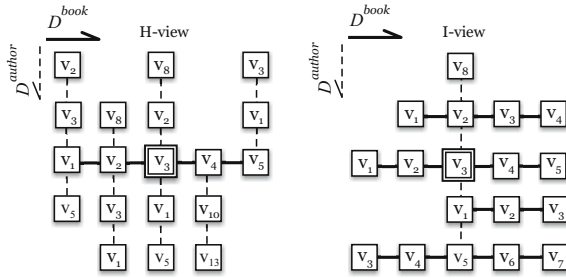 D^book H-view D^book I-view
D^author D^author
v₂ v₈ v₃ v₈
v₃ v₈ v₂ v₁ v₁ v₂ v₃ v₄
v₁ v₂ v₃ v₄ v₅ v₁ v₂ v₃ v₄ v₅
v₅ v₃ v₁ v₁₀ v₁ v₂ v₃
v₁ v₅ v₁₃ v₃ v₄ v₅ v₆ v₇